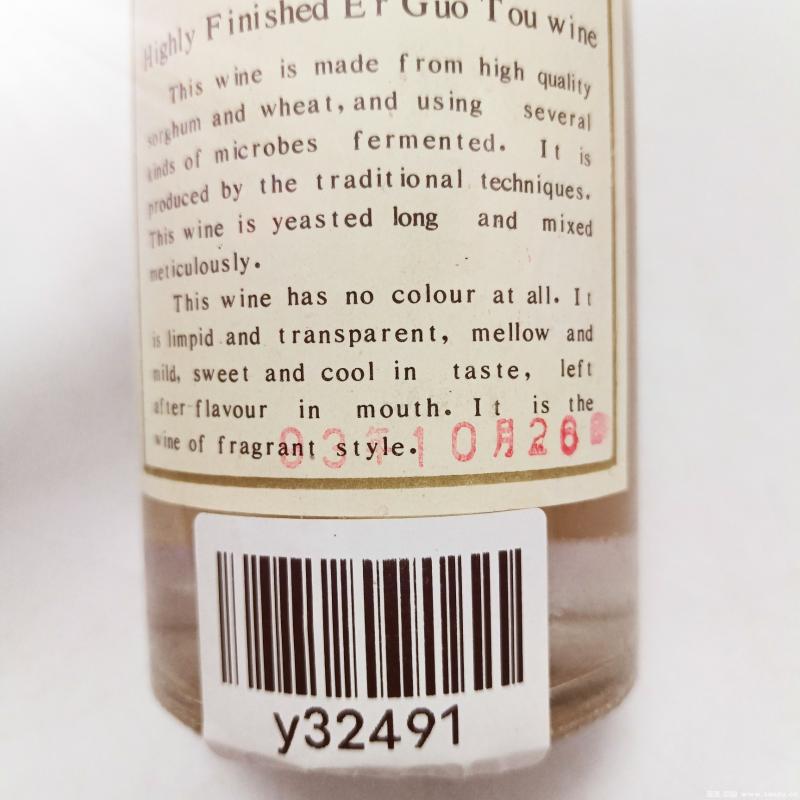 Highly Finished Er Guo Tou wine
This wine is made from high quality
sorghum and wheat, and using several
kinds of microbes fermented. It is
produced by the traditional techniques.
This wine is yeasted long and mixed
meticulously.
This wine has no colour at all. It
is limpid and transparent, mellow and
mild, sweet and cool in taste, left
after-flavour in mouth. It is the
wine of fragrant style.
03年10月26
y32491